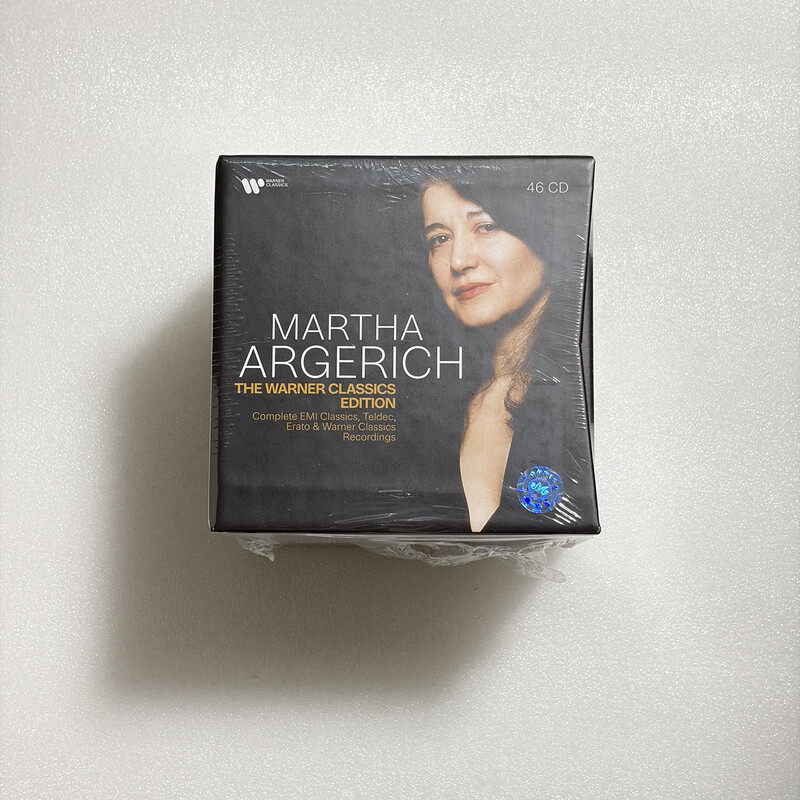 WARNER
CLASSICS
46 CD
MARTHA
ARGERICH
THE WARNER CLASSICS
EDITION
Complete EMI Classics, Teldec,
Erato & Warner Classics
Recordings